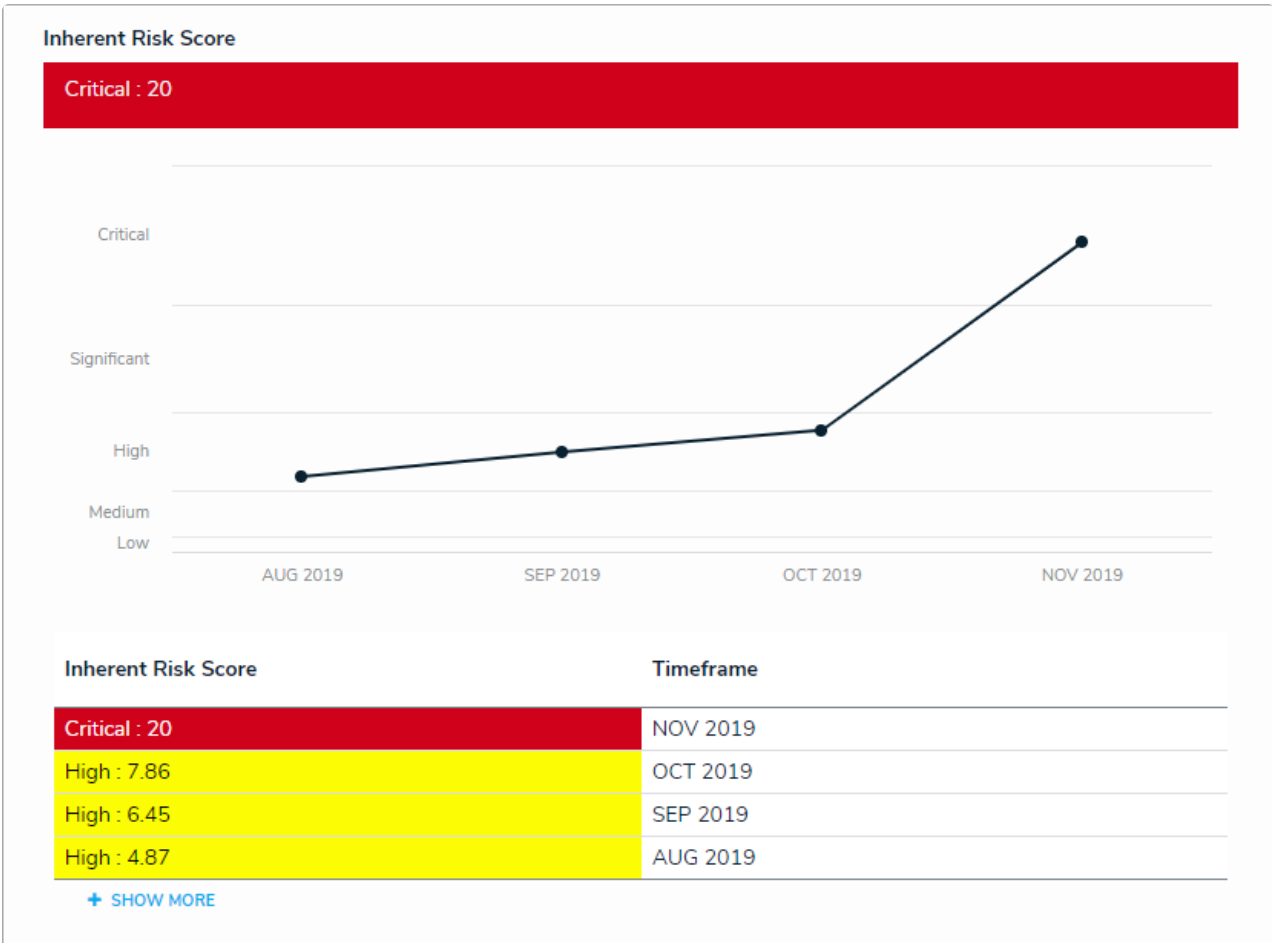 Inherent Risk Score
Critical : 20
Critical
Significant
High
Medium
Low
AUG 2019 SEP 2019 OCT 2019 NOV 2019
Inherent Risk Score Timeframe
Critical : 20 NOV 2019
High : 7.86 OCT 2019
High : 6.45 SEP 2019
High : 4.87 AUG 2019
+ SHOW MORE